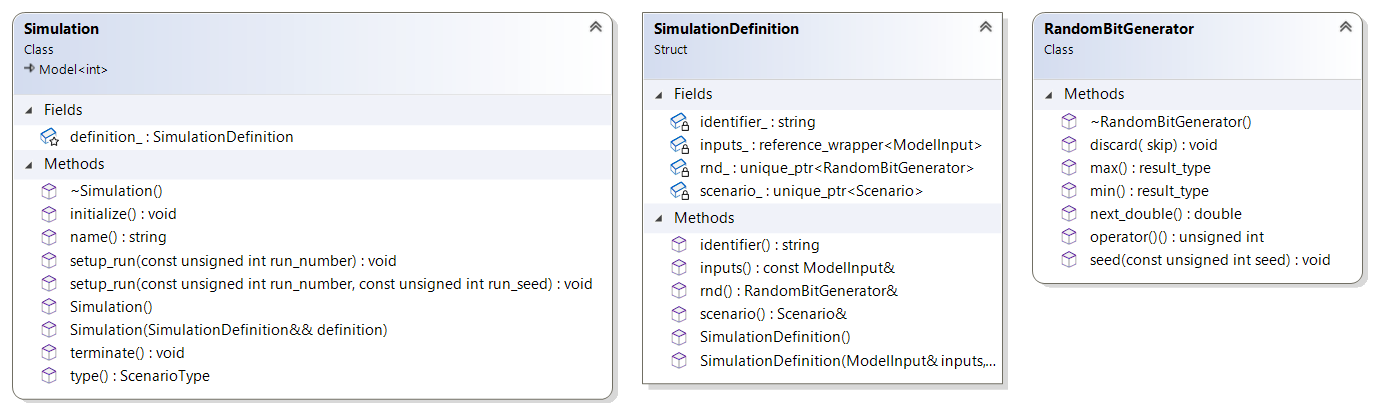 Simulation
Class
Model<int>
Fields
definition_ : SimulationDefinition
Methods
~Simulation()
initialize() : void
name() : string
setup_run(const unsigned int run_number) : void
setup_run(const unsigned int run_number, const unsigned int run_seed) : void
Simulation()
Simulation(SimulationDefinition&& definition)
terminate() : void
type() : ScenarioType
SimulationDefinition
Struct
Fields
identifier_ : string
inputs_ : reference_wrapper<ModelInput>
rnd_ : unique_ptr<RandomBitGenerator>
scenario_ : unique_ptr<Scenario>
Methods
identifier() : string
inputs() : const ModelInput&
rnd() : RandomBitGenerator&
scenario() : Scenario&
SimulationDefinition()
SimulationDefinition(ModelInput& inputs,...
RandomBitGenerator
Class
Methods
~RandomBitGenerator()
discard( skip) : void
max() : result_type
min() : result_type
next_double() : double
operator()() : unsigned int
seed(const unsigned int seed) : void